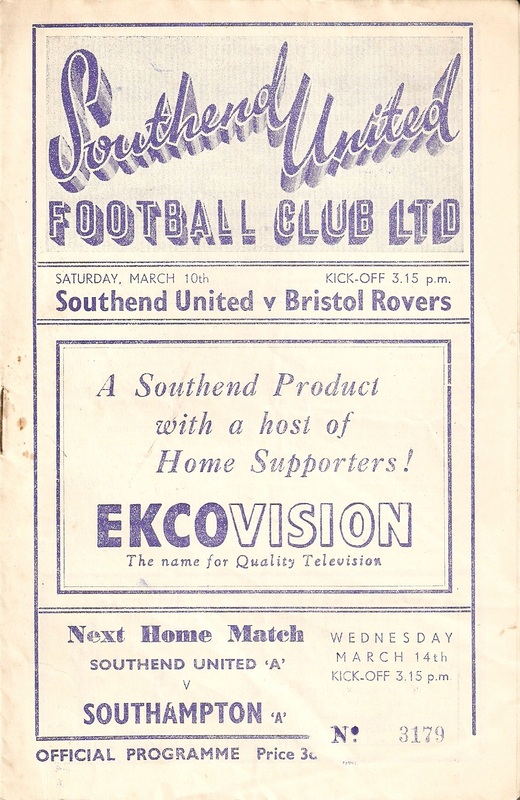 Southend United
FOOTBALL CLUB LTD
SATURDAY, MARCH 10th KICK-OFF 3.15 p.m.
Southend United v Bristol Rovers
A Southend Product
with a host of
Home Supporters!
EKCOVISION
The name for Quality Television
Next Home Match
SOUTHEND UNITED 'A'
V
SOUTHAMPTON 'A'
WEDNESDAY
MARCH 14th
KICK-OFF 3.15 p.m
No 3179
OFFICIAL PROGRAMME Price